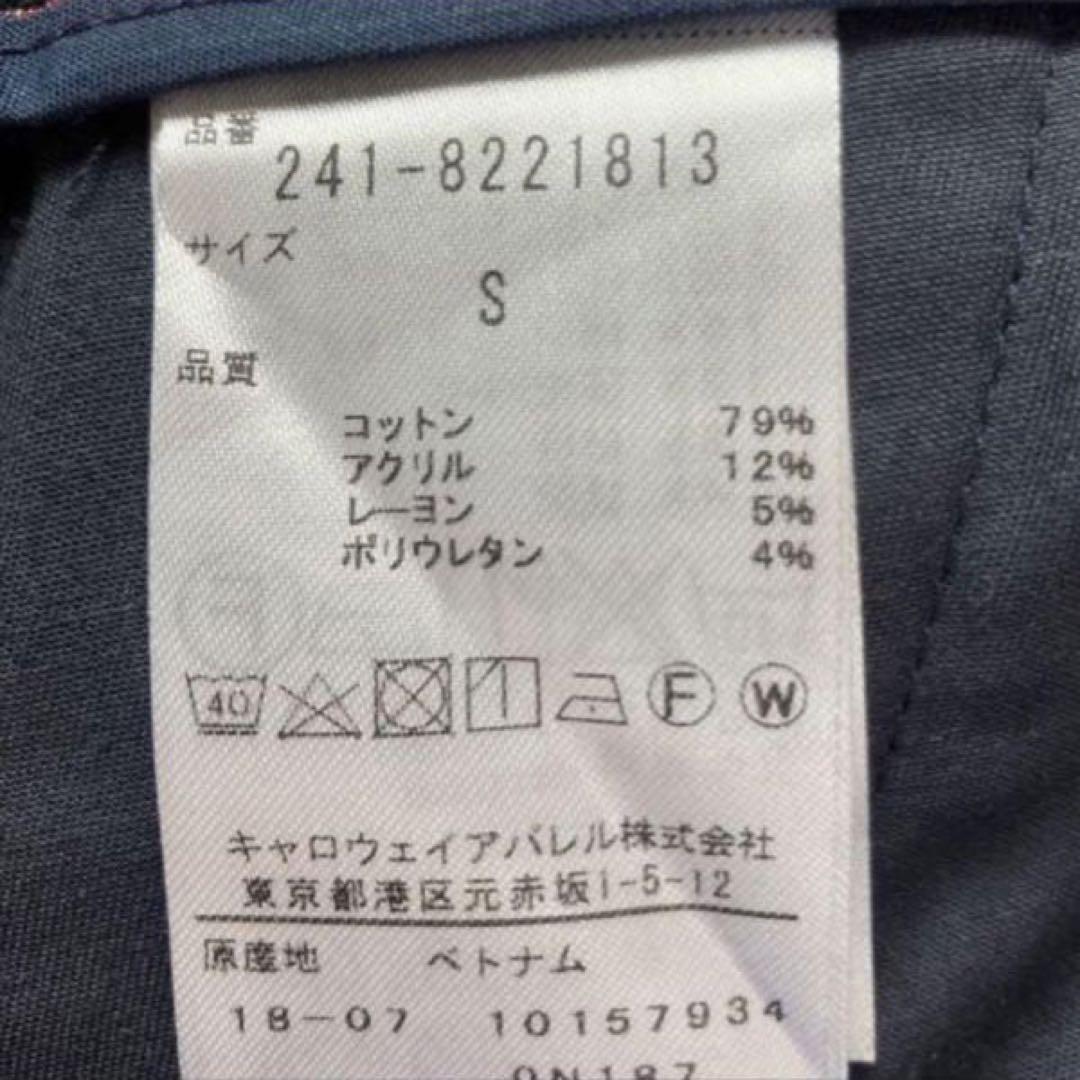 品番
241-8221813
サイズ
S
品質
コットン 79%
アクリル 12%
レーヨン 5%
ポリウレタン 4%
40 F W
キャロウェイアパレル株式会社
東京都港区元赤坂1-5-12
原産地 ベトナム
18-07 10157934
0N187